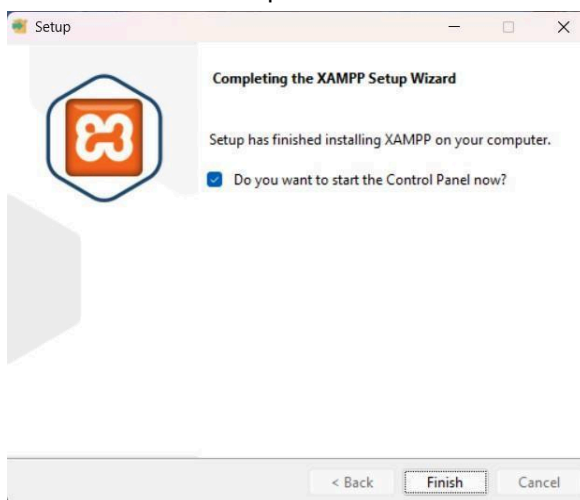 Setup
Completing the XAMPP Setup Wizard
Setup has finished installing XAMPP on your computer.
Do you want to start the Control Panel now?
< Back Finish Cancel